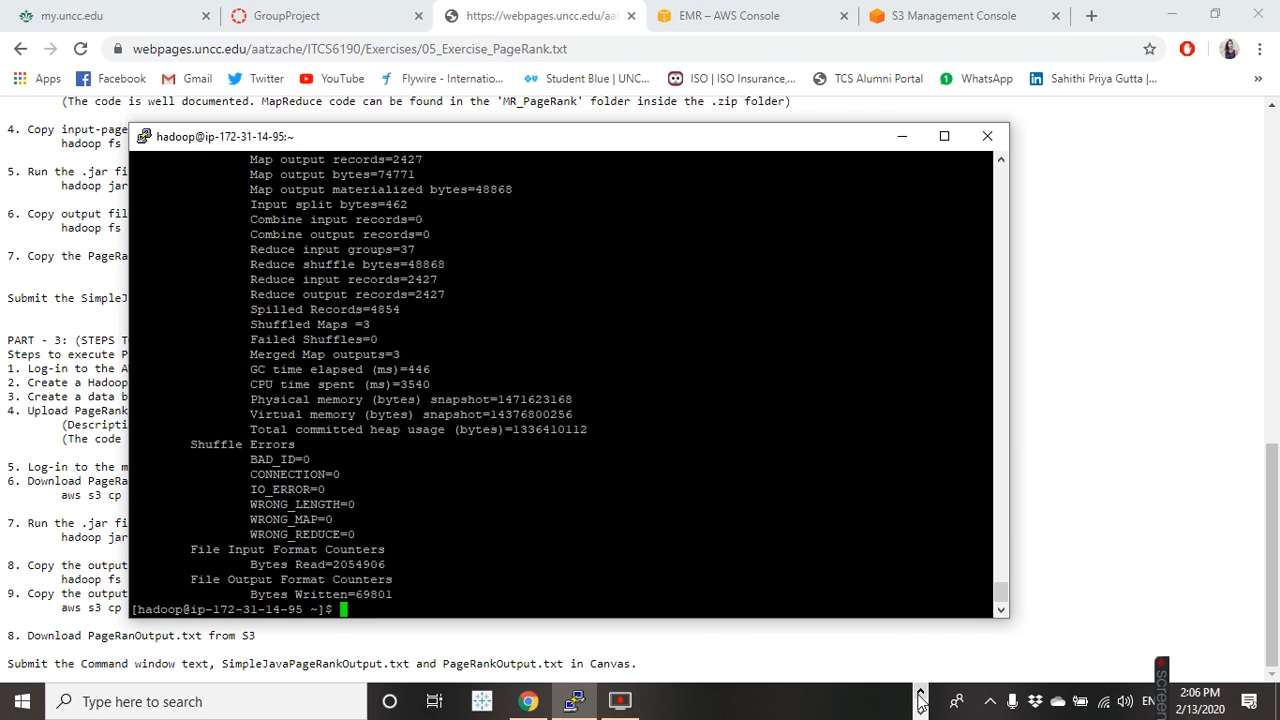 my.uncc.edu
GroupProject
https://webpages.uncc.edu/aat
EMR – AWS Console
S3 Management Console
webpages.uncc.edu/aatzache/ITCS6190/Exercises/05_Exercise_PageRank.txt
Apps
Facebook
Gmail
Twitter
YouTube
Flywire - Internatio...
Student Blue | UNC...
ISO | ISO Insurance,...
TCS Alumni Portal
WhatsApp
Sahithi Priya Gutta |...
(The code is well documented. MapReduce code can be found in the 'MR_PageRank' folder inside the .zip folder)
4. Copy input-page
hadoop fs
5. Run the .jar fi
hadoop jar
6. Copy output fil
hadoop fs
7. Copy the PageRa
Submit the SimpleJ
PART - 3: (STEPS T
Steps to execute P
1. Log-in to the A
2. Create a Hadoop
3. Create a data b
4. Upload PageRank
(Descripti
(The code
5. Log-in to the m
6. Download PageRa
aws s3 cp
7. Run the .jar fi
hadoop jar
8. Copy the output
hadoop fs
9. Copy the output
aws s3 cp
8. Download PageRanOutput.txt from S3
Submit the Command window text, SimpleJavaPageRankOutput.txt and PageRankOutput.txt in Canvas.
hadoop@ip-172-31-14-95:~
Map output records=2427
Map output bytes=74771
Map output materialized bytes=48868
Input split bytes=462
Combine input records=0
Combine output records=0
Reduce input groups=37
Reduce shuffle bytes=48868
Reduce input records=2427
Reduce output records=2427
Spilled Records=4854
Shuffled Maps =3
Failed Shuffles=0
Merged Map outputs=3
GC time elapsed (ms)=446
CPU time spent (ms)=3540
Physical memory (bytes) snapshot=1471623168
Virtual memory (bytes) snapshot=14376800256
Total committed heap usage (bytes)=1336410112
Shuffle Errors
BAD_ID=0
CONNECTION=0
IO_ERROR=0
WRONG_LENGTH=0
WRONG_MAP=0
WRONG_REDUCE=0
File Input Format Counters
Bytes Read=2054906
File Output Format Counters
Bytes Written=69801
[hadoop@ip-172-31-14-95 ~]$
screen
Type here to search
2:06 PM
2/13/2020